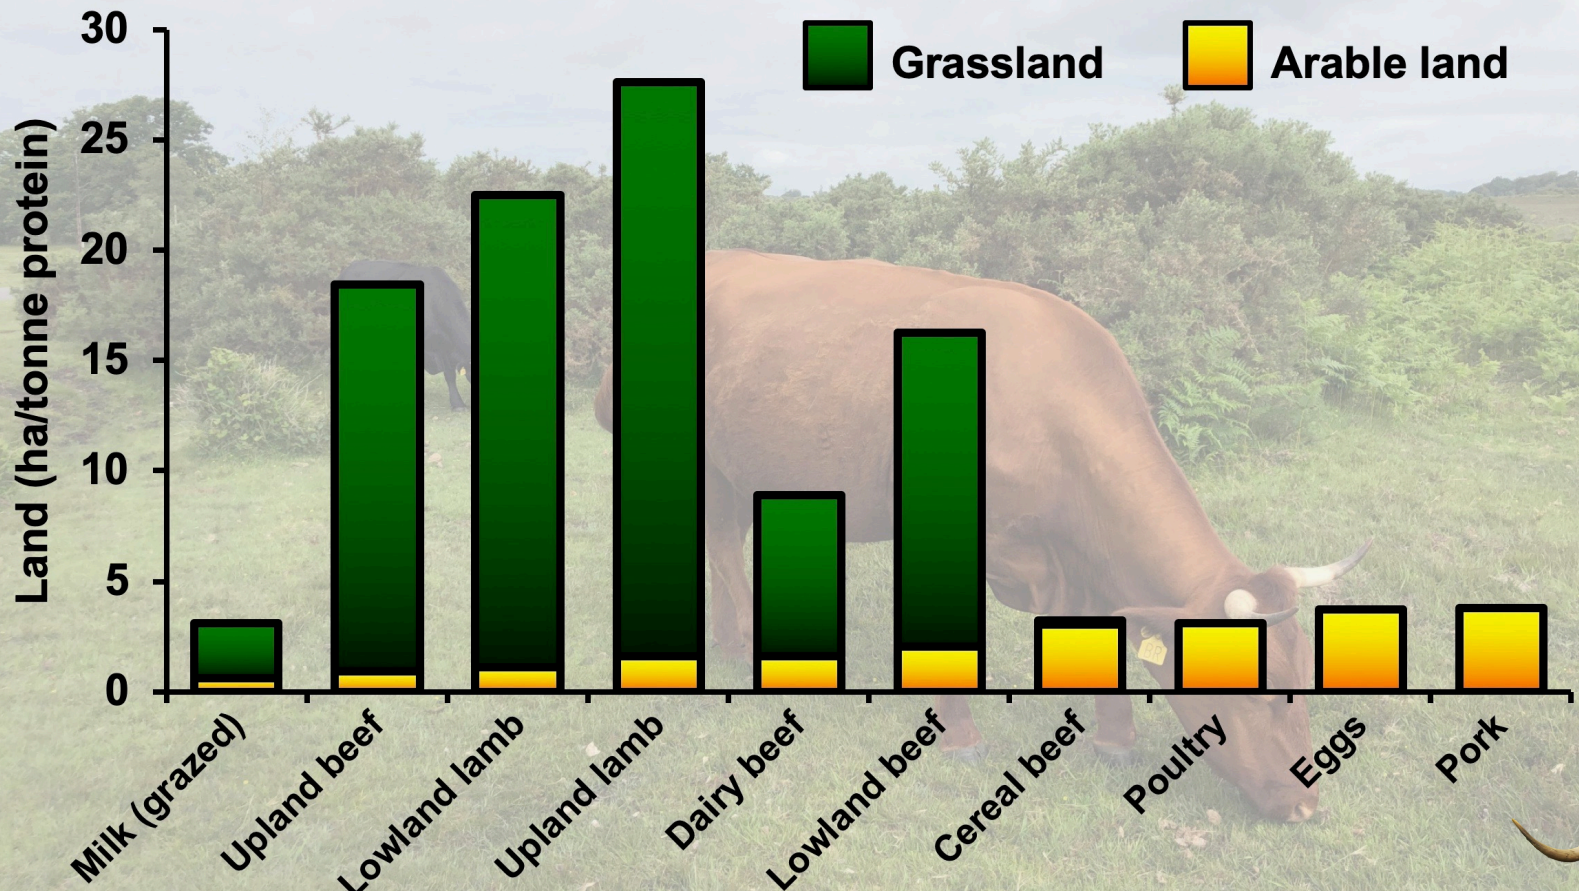 30
25
20
15
10
5
0
Land (ha/tonne protein)
Grassland
Arable land
Milk (grazed)
Upland beef
Lowland lamb
Upland lamb
Dairy beef
Lowland beef
Cereal beef
Poultry
Eggs
Pork